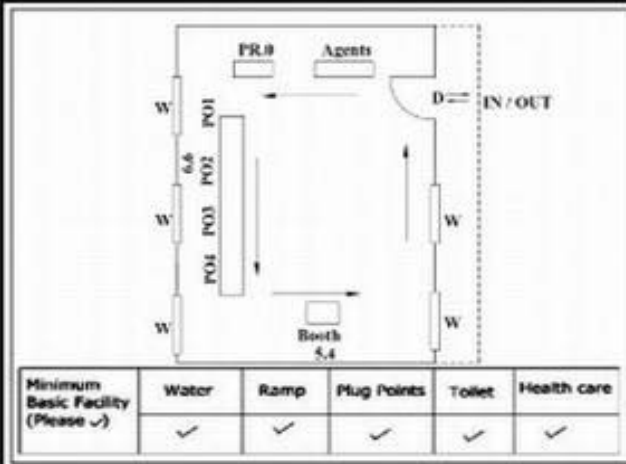 PR.0 Agents
W PO1 D IN / OUT
6.6
PO2
W PO3 W
PO4
W W
Booth
5.4
Minimum Basic Facility (Please ✓) Water Ramp Plug Points Toilet Health care
✓ ✓ ✓ ✓ ✓